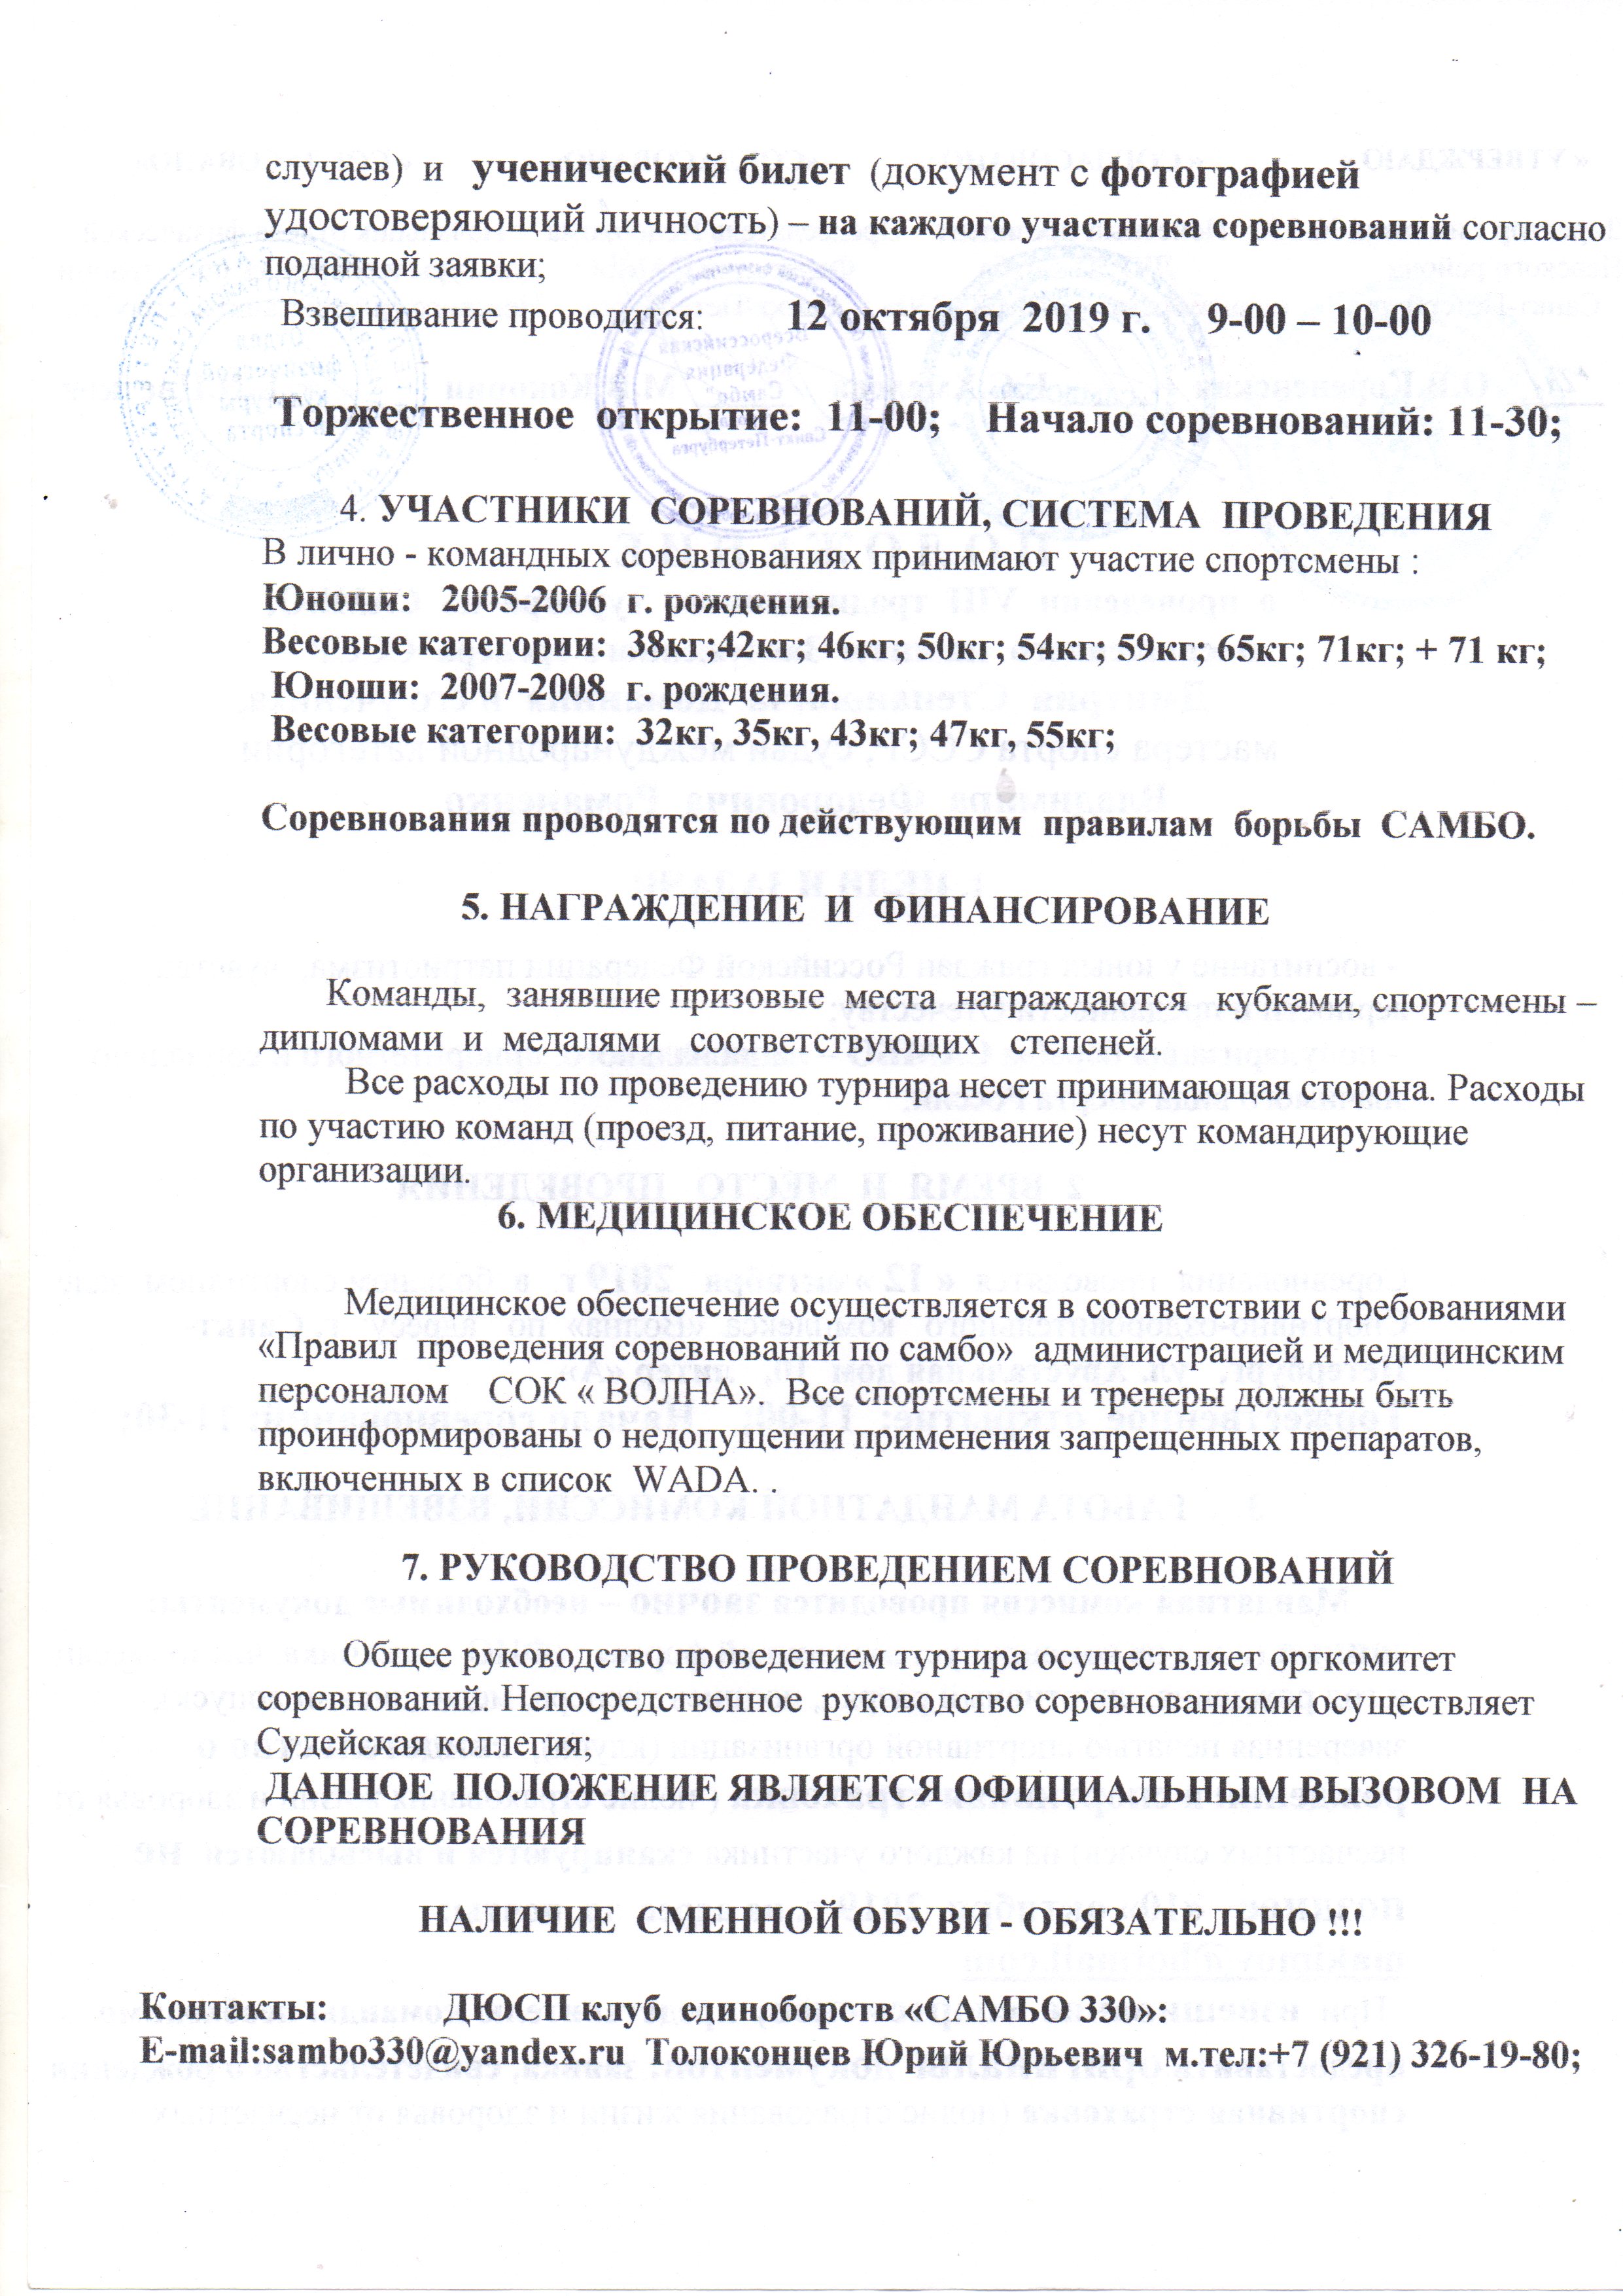 случаев) и ученический билет (документ с фотографией
удостоверяющий личность) – на каждого участника соревнований согласно
поданной заявки;
Взвешивание проводится: 12 октября 2019 г. 9-00 – 10-00
Торжественное открытие: 11-00; Начало соревнований: 11-30;
4. УЧАСТНИКИ СОРЕВНОВАНИЙ, СИСТЕМА ПРОВЕДЕНИЯ
В лично - командных соревнованиях принимают участие спортсмены :
Юноши: 2005-2006 г. рождения.
Весовые категории: 38кг;42кг; 46кг; 50кг; 54кг; 59кг; 65кг; 71кг; + 71 кг;
Юноши: 2007-2008 г. рождения.
Весовые категории: 32кг, 35кг, 43кг; 47кг, 55кг;
Соревнования проводятся по действующим правилам борьбы САМБО.
5. НАГРАЖДЕНИЕ И ФИНАНСИРОВАНИЕ
Команды, занявшие призовые места награждаются кубками, спортсмены –
дипломами и медалями соответствующих степеней.
Все расходы по проведению турнира несет принимающая сторона. Расходы
по участию команд (проезд, питание, проживание) несут командирующие
организации.
6. МЕДИЦИНСКОЕ ОБЕСПЕЧЕНИЕ
Медицинское обеспечение осуществляется в соответствии с требованиями
«Правил проведения соревнований по самбо» администрацией и медицинским
персоналом СОК « ВОЛНА». Все спортсмены и тренеры должны быть
проинформированы о недопущении применения запрещенных препаратов,
включенных в список WADA. .
7. РУКОВОДСТВО ПРОВЕДЕНИЕМ СОРЕВНОВАНИЙ
Общее руководство проведением турнира осуществляет оргкомитет
соревнований. Непосредственное руководство соревнованиями осуществляет
Судейская коллегия;
ДАННОЕ ПОЛОЖЕНИЕ ЯВЛЯЕТСЯ ОФИЦИАЛЬНЫМ ВЫЗОВОМ НА
СОРЕВНОВАНИЯ
НАЛИЧИЕ СМЕННОЙ ОБУВИ - ОБЯЗАТЕЛЬНО !!!
Контакты: ДЮСП клуб единоборств «САМБО 330»:
E-mail:sambo330@yandex.ru Толоконцев Юрий Юрьевич м.тел:+7 (921) 326-19-80;